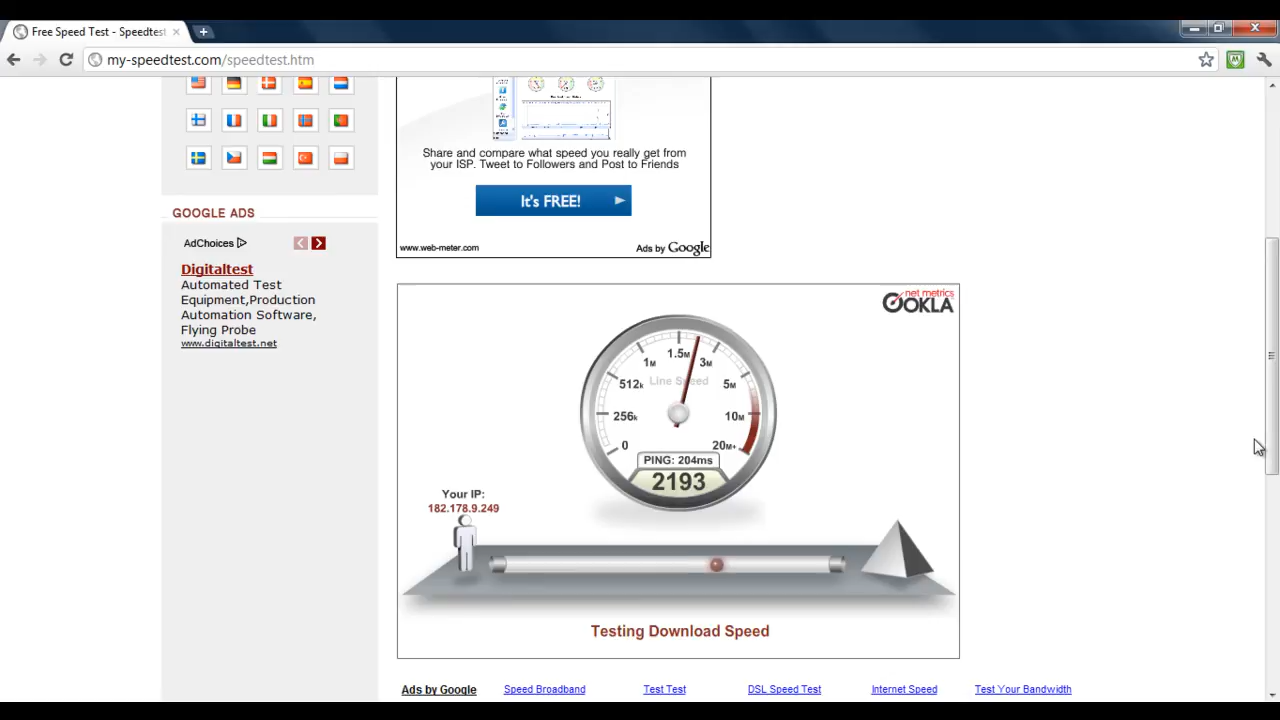 Free Speed Test - Speedtest
my-speedtest.com/speedtest.htm
GOOGLE ADS
AdChoices
Digitaltest
Automated Test
Equipment,Production
Automation Software,
Flying Probe
www.digitaltest.net
Share and compare what speed you really get from
your ISP. Tweet to Followers and Post to Friends
It's FREE!
www.web-meter.com
Ads by Google
net metrics
OOKLA
1.5M
1M
3M
512k
Line Speed
5M
256k
10M
0
20M+
PING: 204ms
2193
Your IP:
182.178.9.249
Testing Download Speed
Ads by Google
Speed Broadband
Test Test
DSL Speed Test
Internet Speed
Test Your Bandwidth